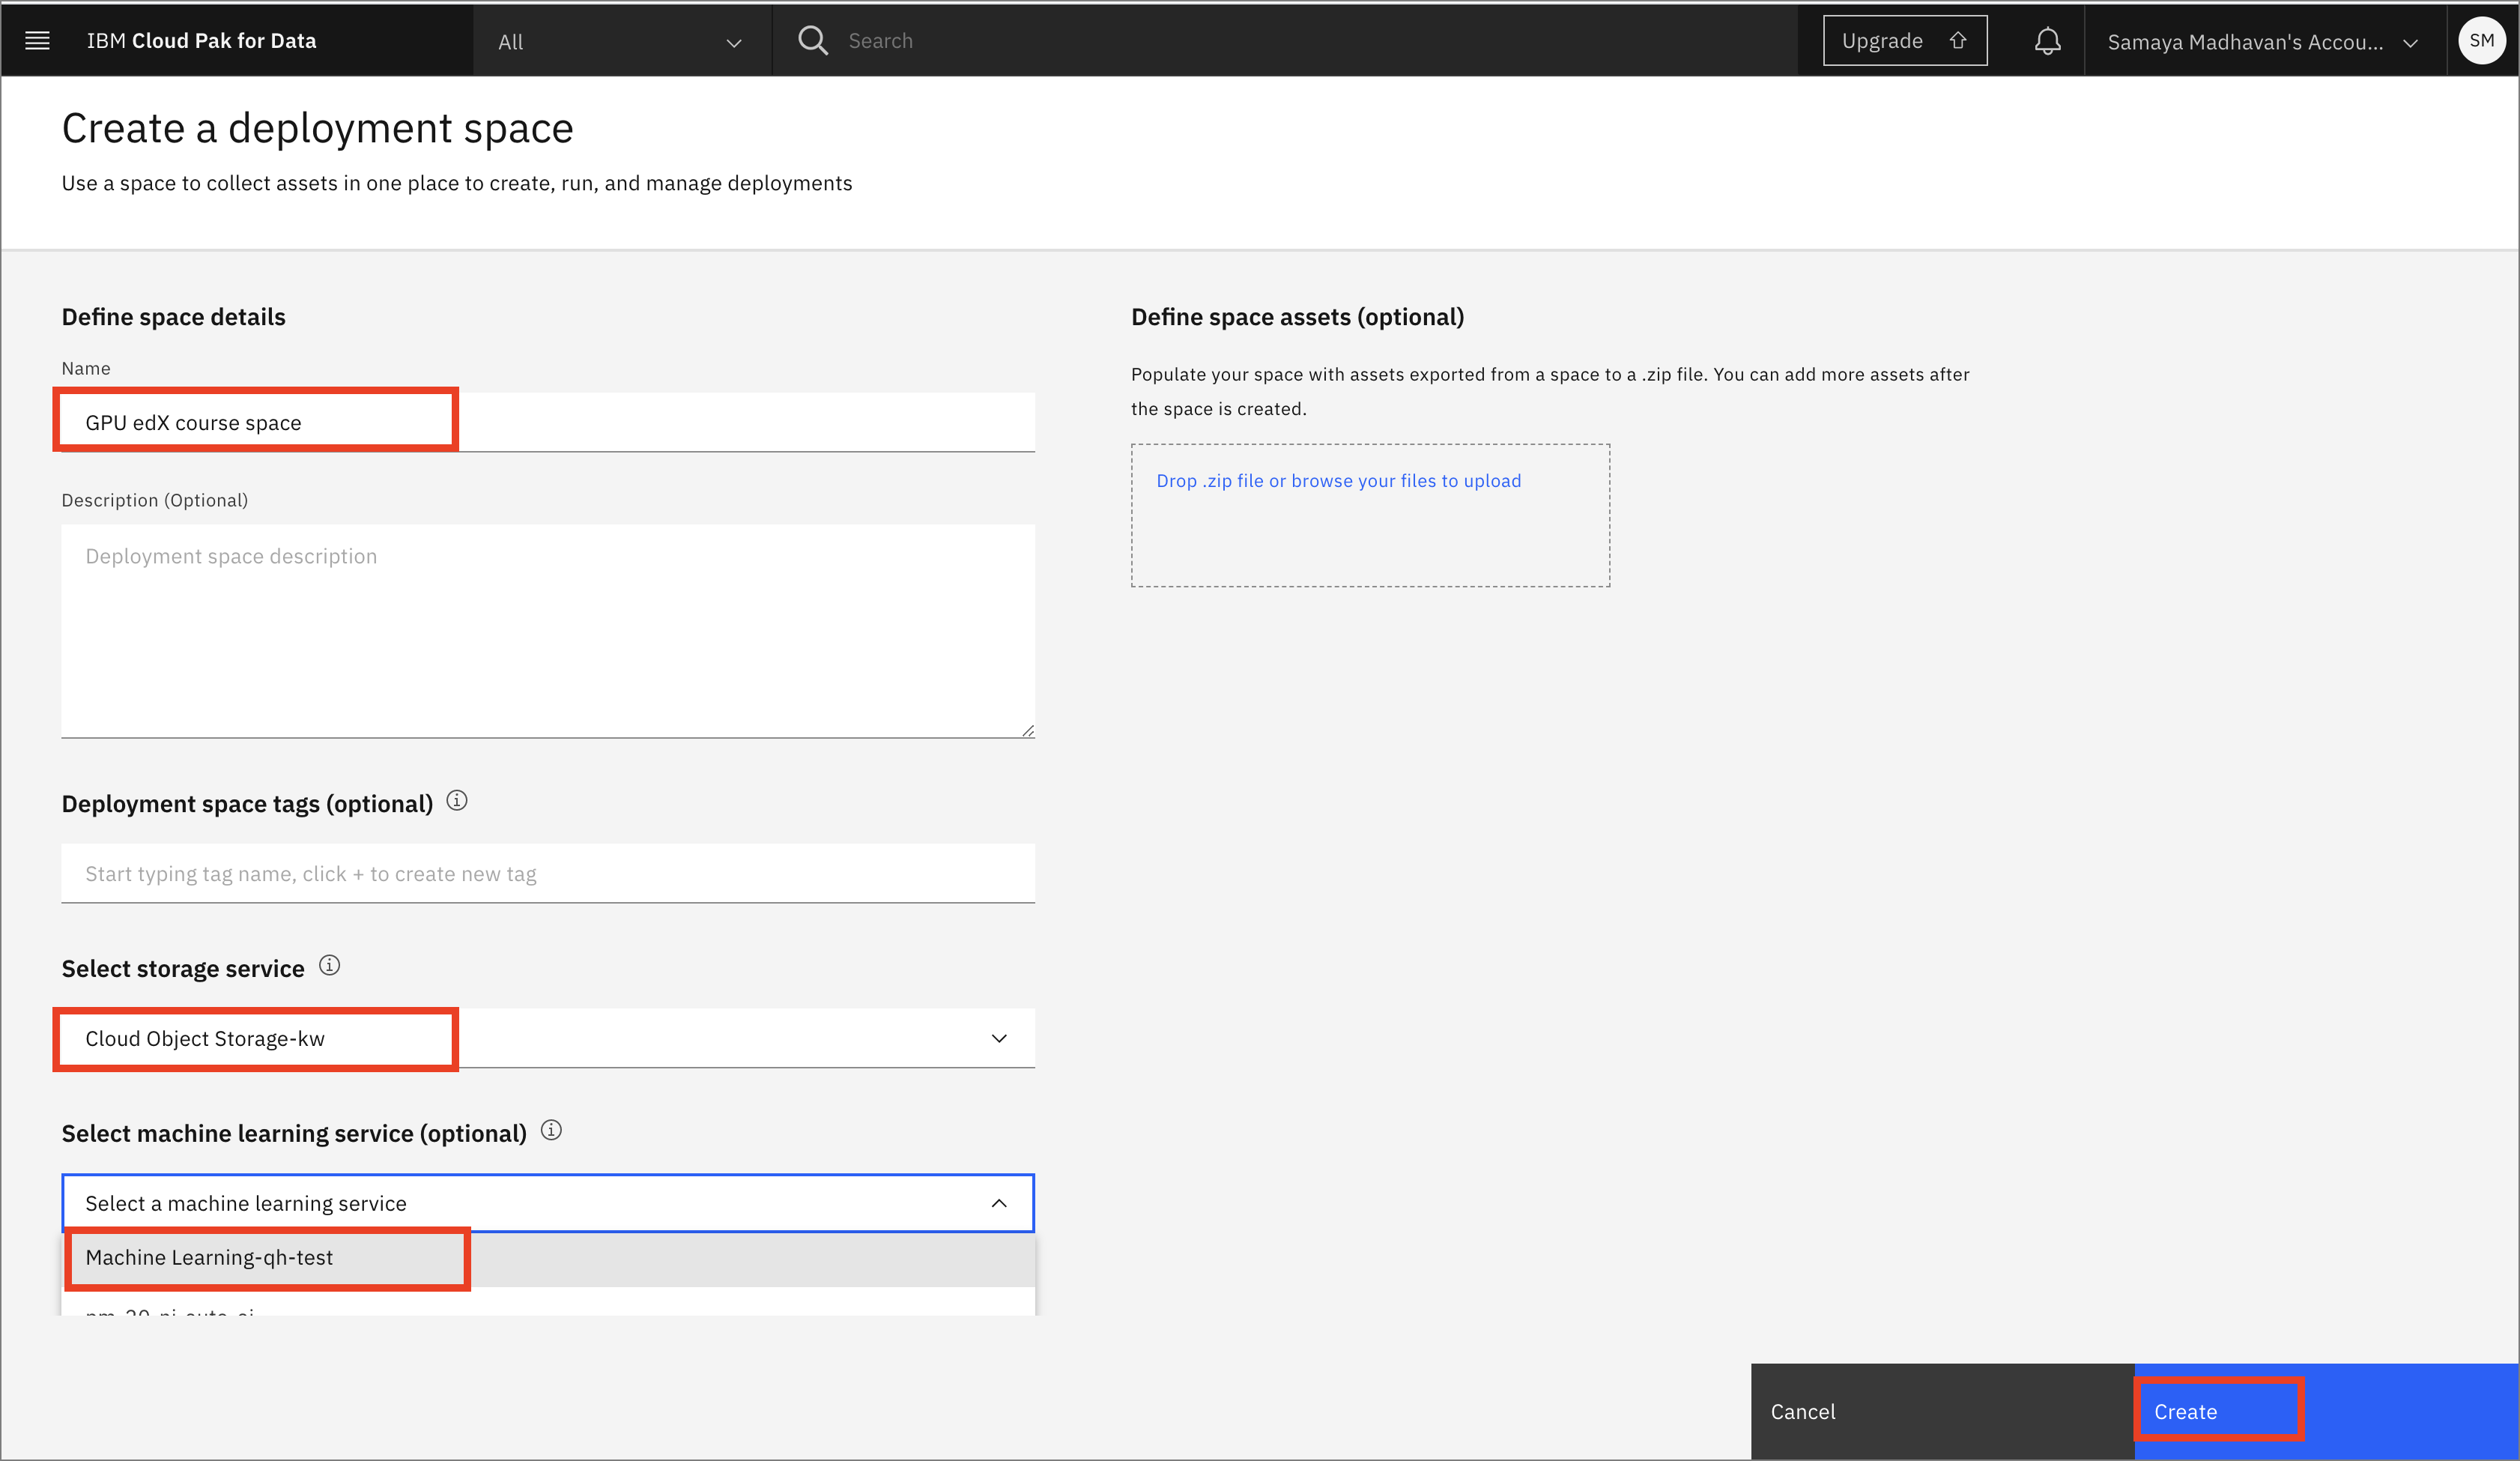 IBM Cloud Pak for Data
All
Search
Upgrade
Samaya Madhavan's Accou...
SM
Create a deployment space
Use a space to collect assets in one place to create, run, and manage deployments
Define space details
Name
GPU edX course space
Description (Optional)
Deployment space description
Deployment space tags (optional)
Start typing tag name, click + to create new tag
Select storage service
Cloud Object Storage-kw
Select machine learning service (optional)
Select a machine learning service
Machine Learning-qh-test
Define space assets (optional)
Populate your space with assets exported from a space to a .zip file. You can add more assets after
the space is created.
Drop .zip file or browse your files to upload
Cancel
Create